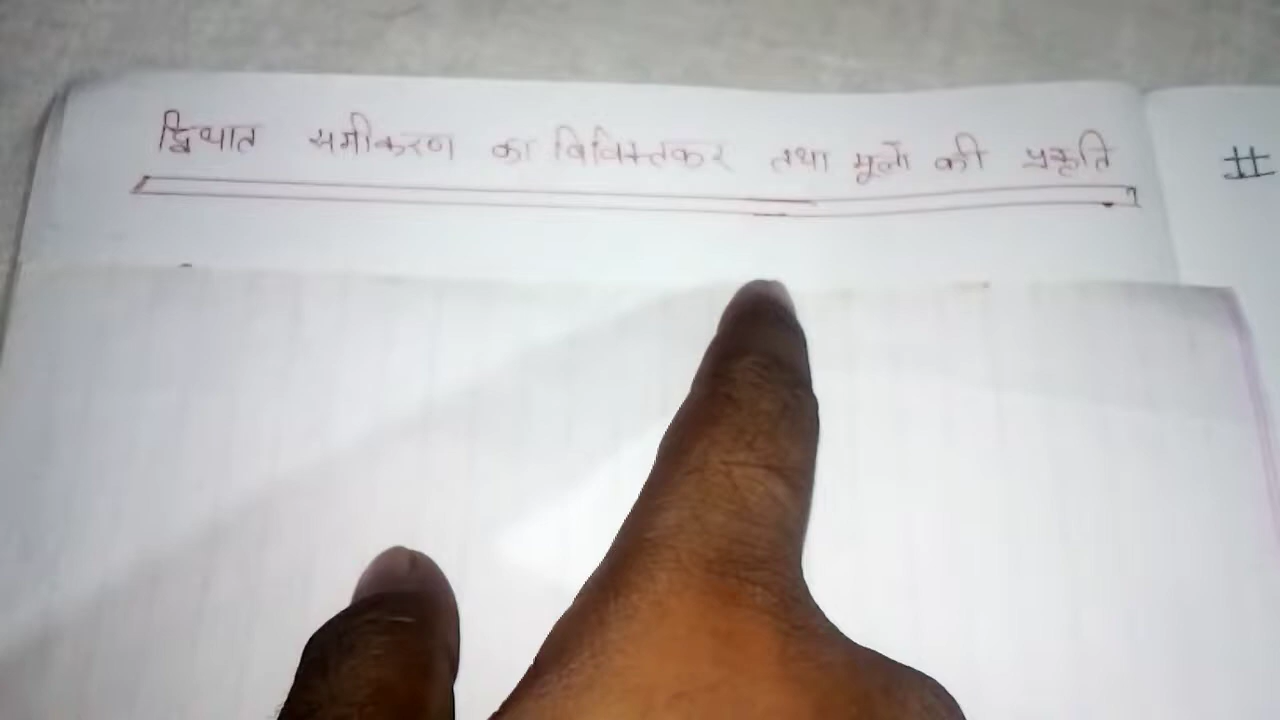 द्विधात समीकरण का विविक्तकर तथा मूलों की प्रकृति
#